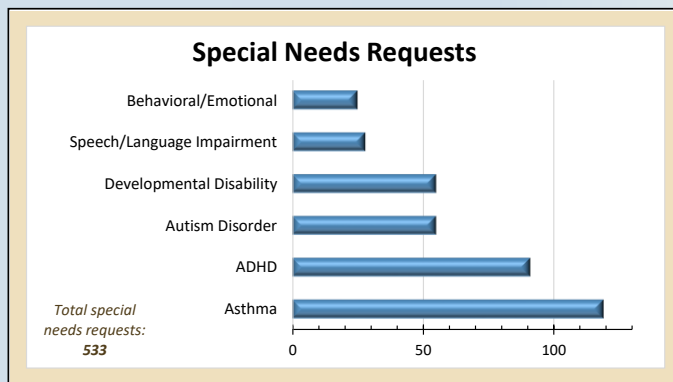 Special Needs Requests
Behavioral/Emotional
Speech/Language Impairment
Developmental Disability
Autism Disorder
ADHD
Asthma
Total special
needs requests:
533
0 50 100